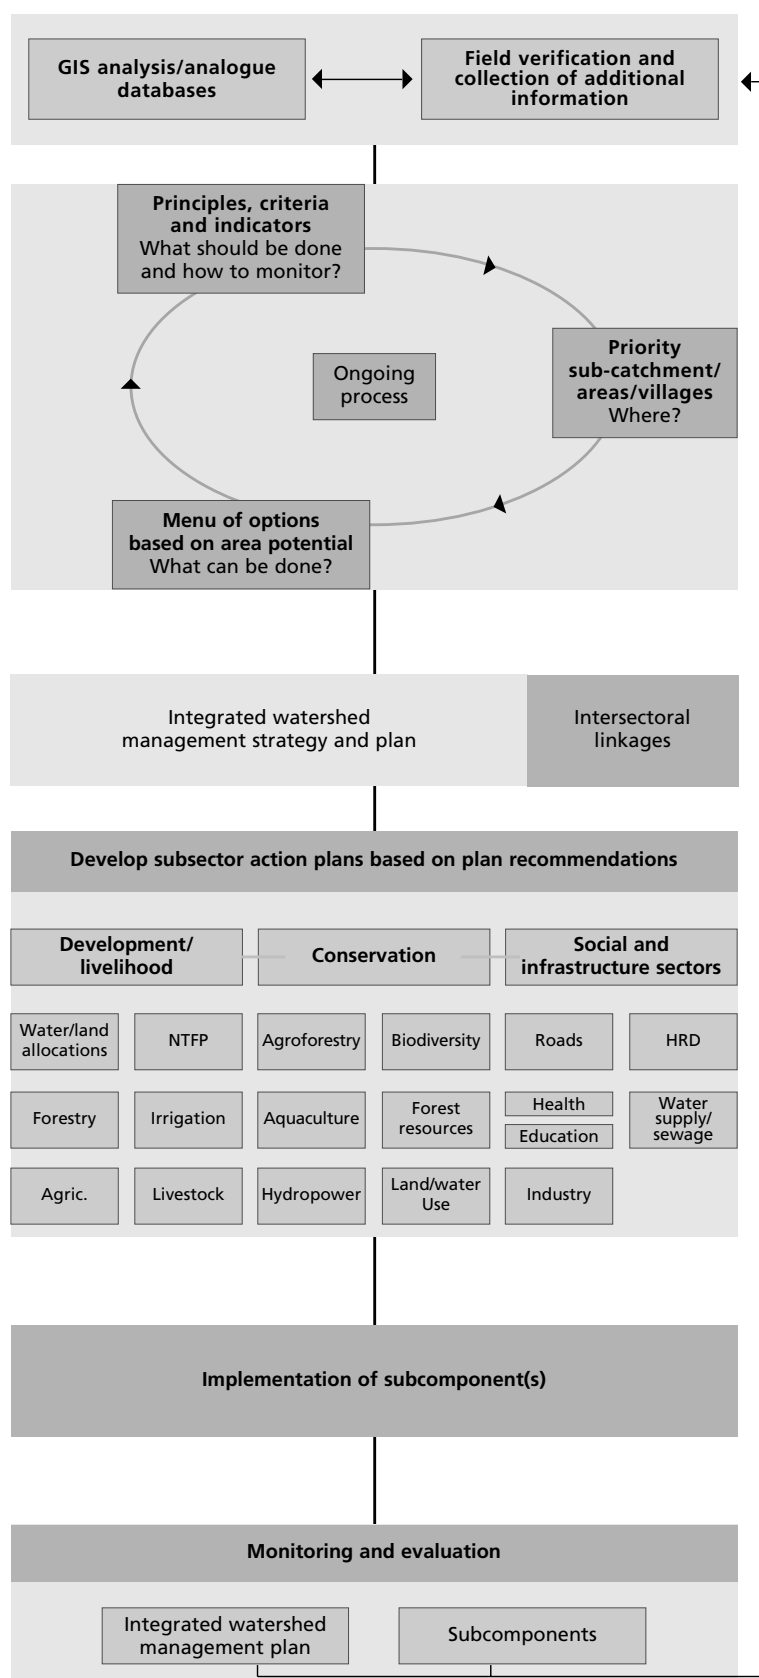 GIS analysis/analogue
databases
Field verification and
collection of additional
information
Principles, criteria
and indicators
What should be done
and how to monitor?
Priority
sub-catchment/
areas/villages
Where?
Ongoing
process
Menu of options
based on area potential
What can be done?
Integrated watershed
management strategy and plan
Intersectoral
linkages
Develop subsector action plans based on plan recommendations
Development/
livelihood
Conservation
Social and
infrastructure sectors
Water/land
allocations
NTFP
Agroforestry
Biodiversity
Roads
HRD
Forestry
Irrigation
Aquaculture
Forest
resources
Health
Education
Water
supply/
sewage
Agric.
Livestock
Hydropower
Land/water
Use
Industry
Implementation of subcomponent(s)
Monitoring and evaluation
Integrated watershed
management plan
Subcomponents